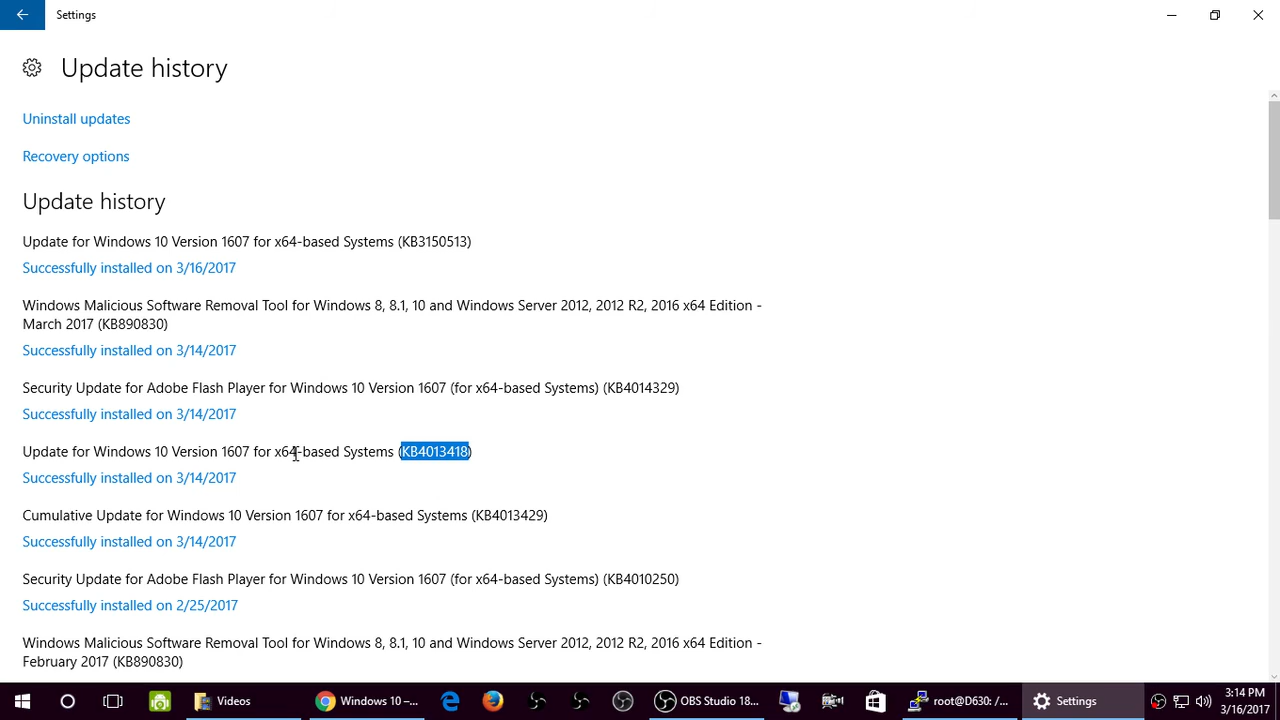 Settings
Update history
Uninstall updates
Recovery options
Update history
Update for Windows 10 Version 1607 for x64-based Systems (KB3150513)
Successfully installed on 3/16/2017
Windows Malicious Software Removal Tool for Windows 8, 8.1, 10 and Windows Server 2012, 2012 R2, 2016 x64 Edition -
March 2017 (KB890830)
Successfully installed on 3/14/2017
Security Update for Adobe Flash Player for Windows 10 Version 1607 (for x64-based Systems) (KB4014329)
Successfully installed on 3/14/2017
Update for Windows 10 Version 1607 for x64-based Systems (KB4013418)
Successfully installed on 3/14/2017
Cumulative Update for Windows 10 Version 1607 for x64-based Systems (KB4013429)
Successfully installed on 3/14/2017
Security Update for Adobe Flash Player for Windows 10 Version 1607 (for x64-based Systems) (KB4010250)
Successfully installed on 2/25/2017
Windows Malicious Software Removal Tool for Windows 8, 8.1, 10 and Windows Server 2012, 2012 R2, 2016 x64 Edition -
February 2017 (KB890830)
Videos
Windows 10 –...
OBS Studio 18...
root@D630: /...
Settings
3:14 PM
3/16/2017